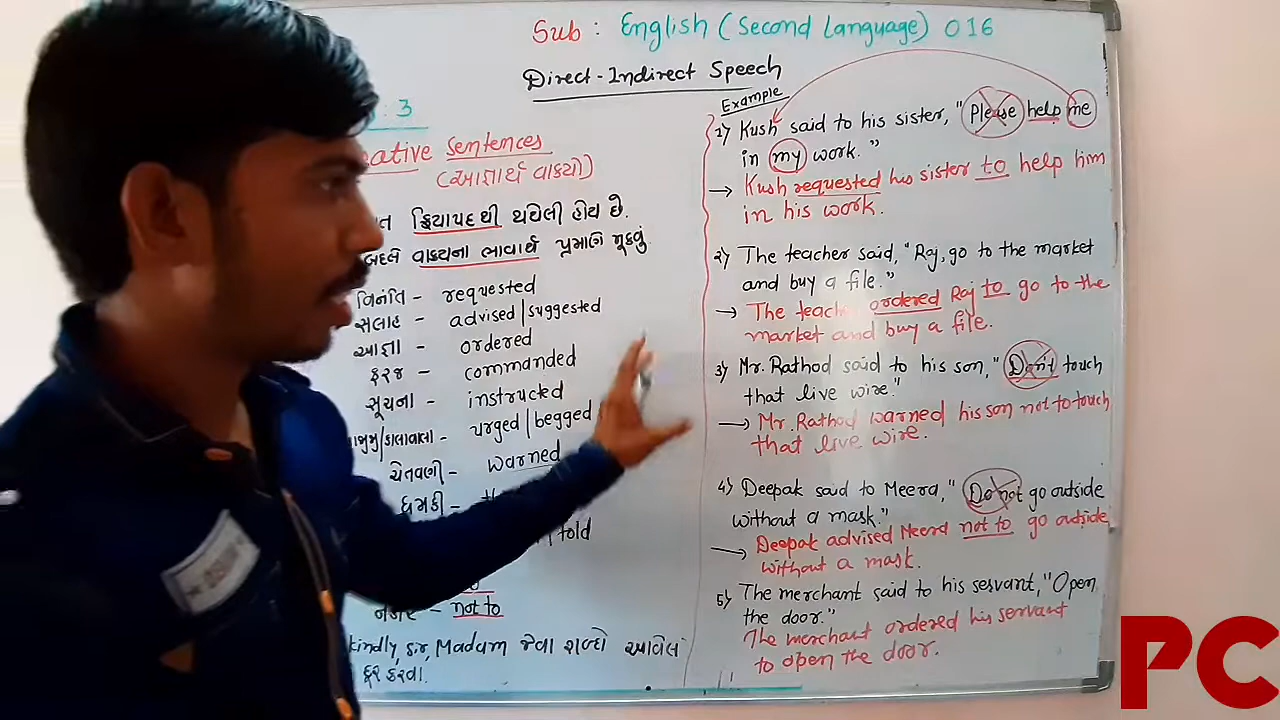 Sub : English (Second Language) 016
Direct - Indirect Speech
: 3
ative Sentences
(આજ્ઞાર્થ વાક્યો)
ક્રિયાપદથી થયેલી હોય છે.
બદલે વાક્યના ભાવાર્થ પ્રમાણે મૂકવું
વિનંતિ - requested
સલાહ - advised/suggested
આજ્ઞા - ordered
ફરજ - commanded
સૂચના - instructed
કાલાવાલા - urged/begged
ચેતવણી - warned
ધમકી -
told
નકાર - not to
kindly, sir, Madam જેવા શબ્દો આવેલ
દૂર કરવા.
Example
1) Kush said to his sister, "Please help me
in my work."
→ Kush requested his sister to help him
in his work.
2) The teacher said, "Raj, go to the market
and buy a file."
→ The teach ordered Raj to go to the
market and buy a file.
3) Mr. Rathod said to his son, "Don't touch
that live wire."
→ Mr. Rathod warned his son not to touch
that live wire.
4) Deepak said to Meera, "Do not go outside
without a mask."
→ Deepak advised Meera not to go outside
without a mask.
5) The merchant said to his servant, "Open
the door."
The merchant ordered his servant
to open the door.
PC